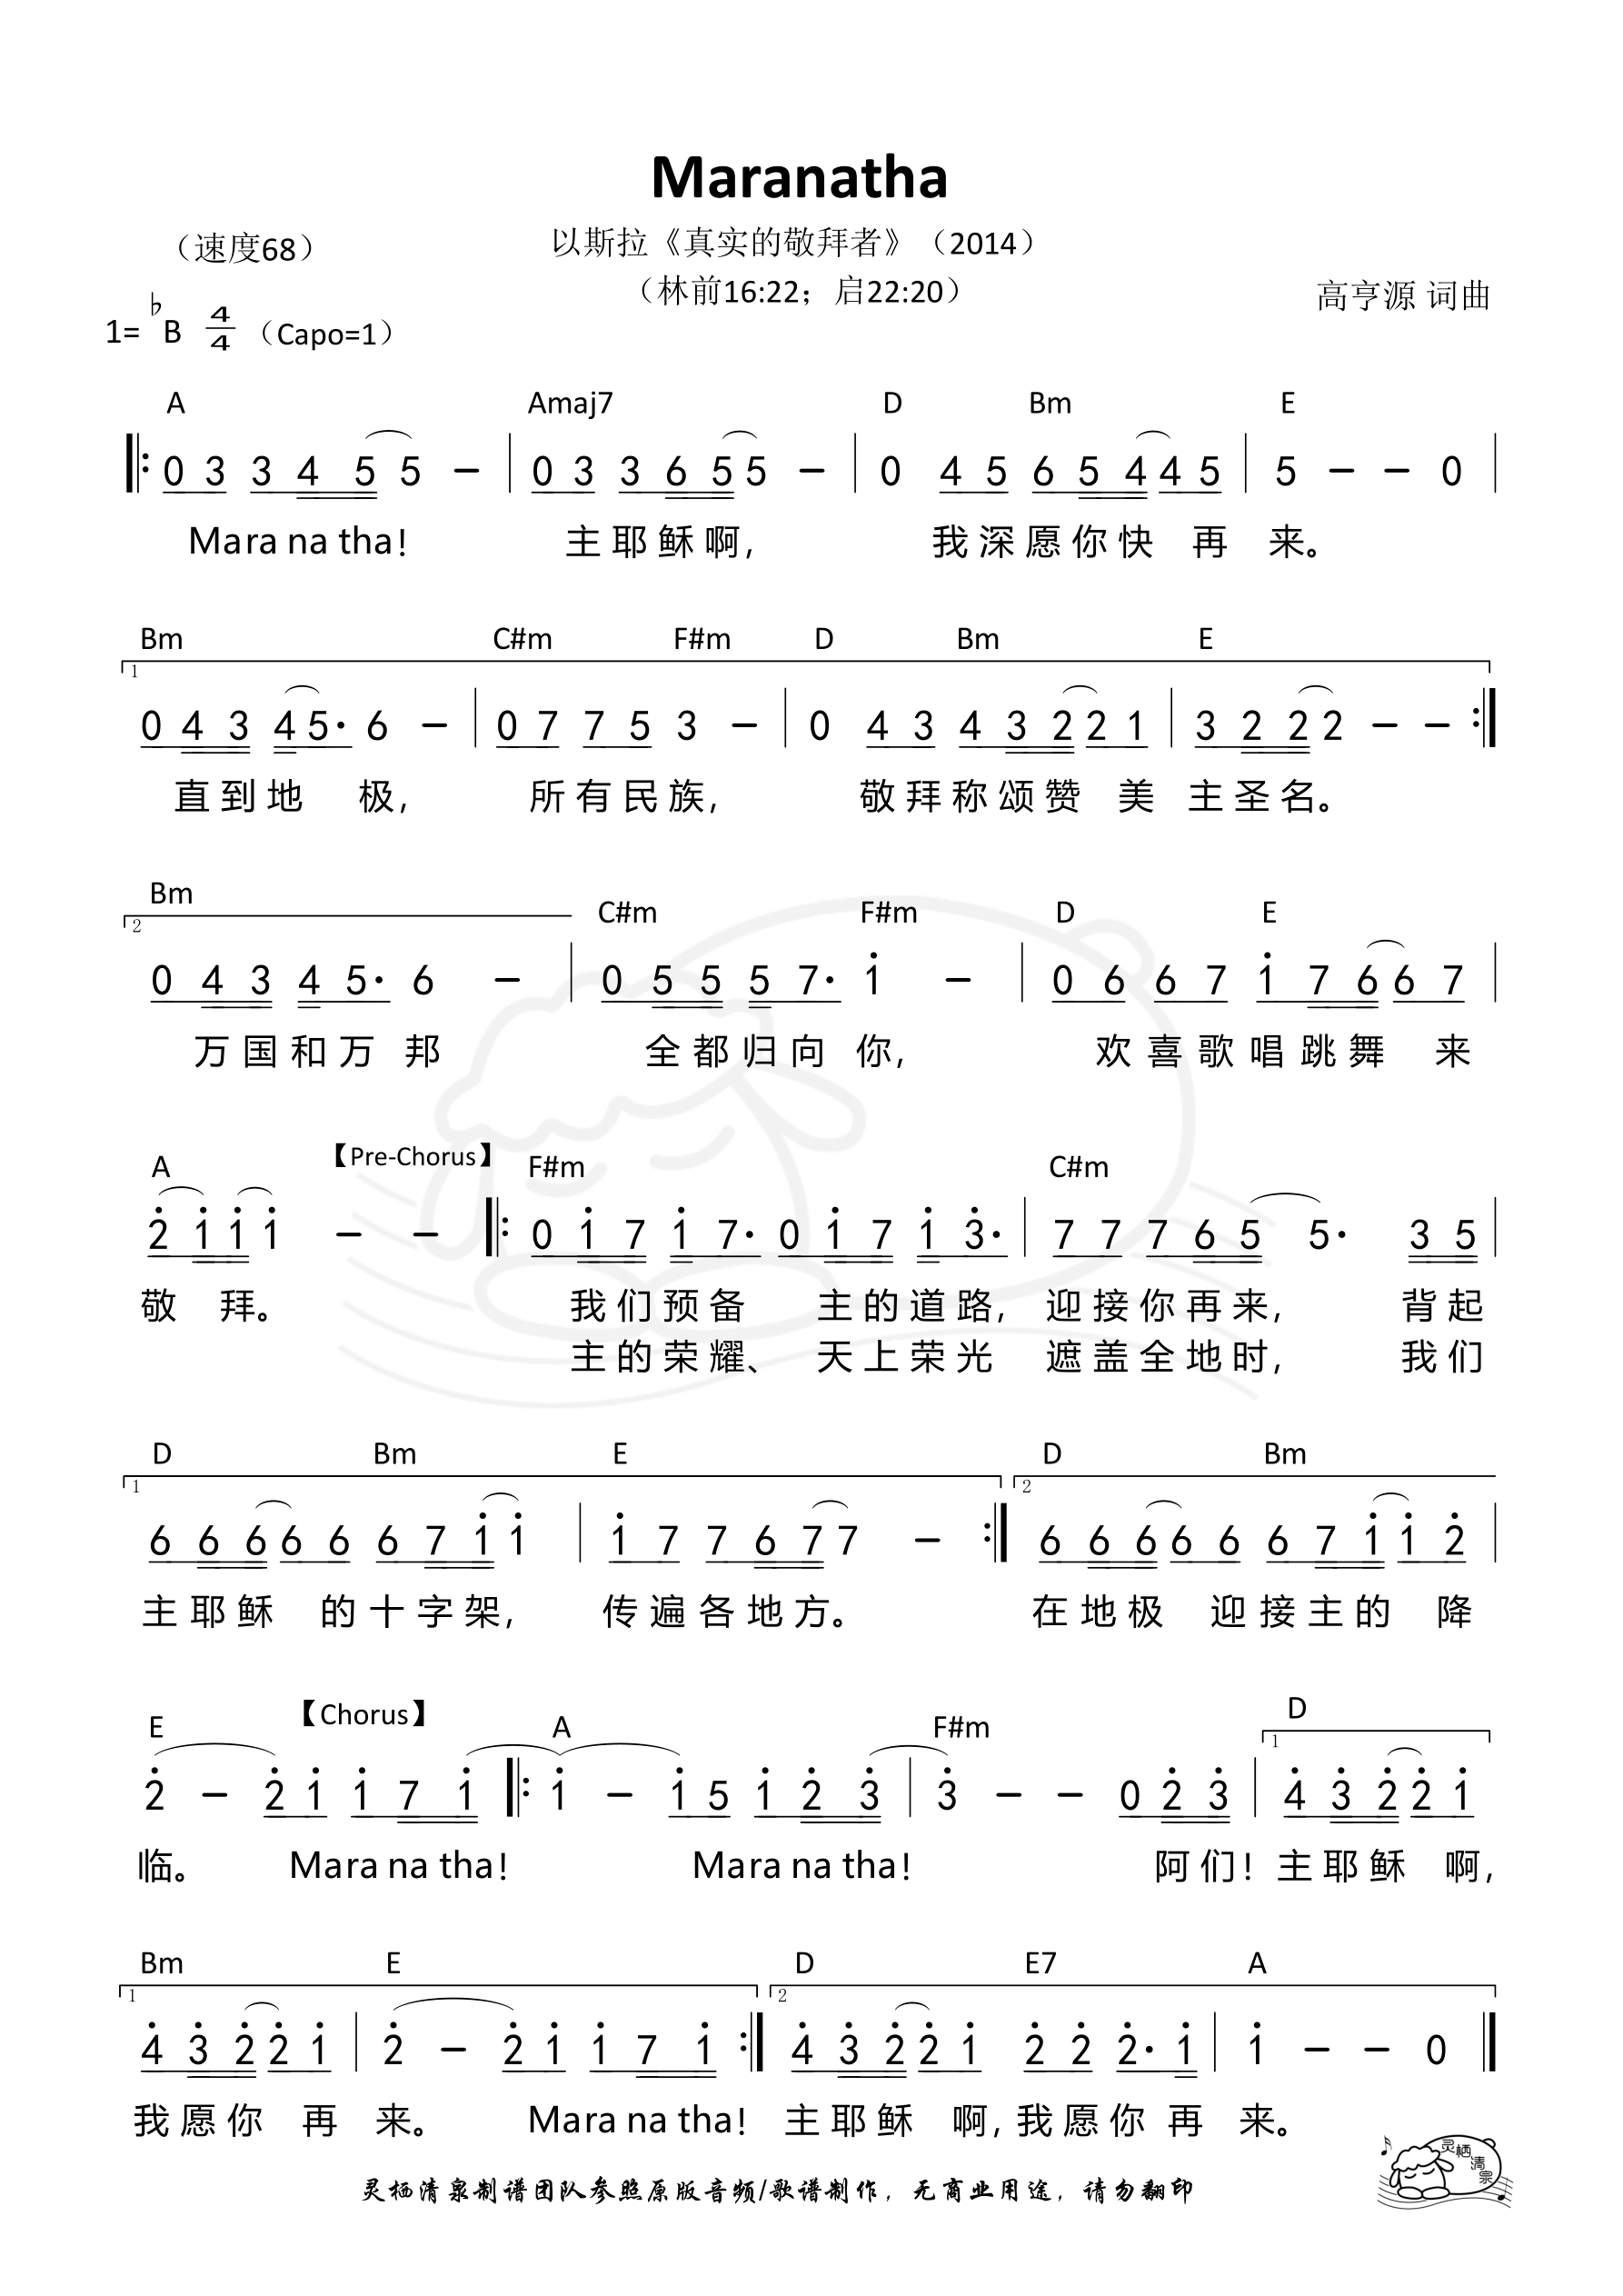 Maranatha
(速度68)
以斯拉《真实的敬拜者》(2014)
(林前16:22; 启22:20)
高亨源 词曲
1= ♭B 4/4 (Capo=1)
A Amaj7 D Bm E
0 3 3 4 5 5 – | 0 3 3 6 5 5 – | 0 4 5 6 5 4 4 5 | 5 – – 0 |
Mara na tha! 主耶稣啊, 我深愿你快 再 来。
Bm C#m F#m D Bm E
1
0 4 3 4 5· 6 – | 0 7 7 5 3 – | 0 4 3 4 3 2 2 1 | 3 2 2 2 – – :|
直到地 极, 所有民族, 敬拜称颂赞 美 主圣名。
Bm C#m F#m D E
2
0 4 3 4 5· 6 – | 0 5 5 5 7· 1 – | 0 6 6 7 1 7 6 6 7 |
万国和万 邦 全都归向 你, 欢喜歌唱跳舞 来
A 【Pre-Chorus】 F#m C#m
2 1 1 1 – – |: 0 1 7 1 7· 0 1 7 1 3· | 7 7 7 6 5 5· 3 5 |
敬 拜。 我们预备 主的道路, 迎接你再来, 背起
主的荣耀、 天上荣光 遮盖全地时, 我们
D Bm E D Bm
1 2
6 6 6 6 6 6 7 1 1 | 1 7 7 6 7 7 – :| 6 6 6 6 6 6 7 1 1 2 |
主耶稣 的十字架, 传遍各地方。 在地极 迎接主的 降
E 【Chorus】 A F#m D
1
2 – 2 1 1 7 1 |: 1 – 1 5 1 2 3 | 3 – – 0 2 3 | 4 3 2 2 1
临。 Mara na tha! Mara na tha! 阿们! 主耶稣 啊,
Bm E D E7 A
1 2
4 3 2 2 1 | 2 – 2 1 1 7 1 :| 4 3 2 2 1 2 2 2· 1 | 1 – – 0 ‖
我愿你 再 来。 Mara na tha! 主耶稣 啊, 我愿你 再 来。
灵栖清泉制谱团队参照原版音频/歌谱制作, 无商业用途, 请勿翻印
灵栖清泉